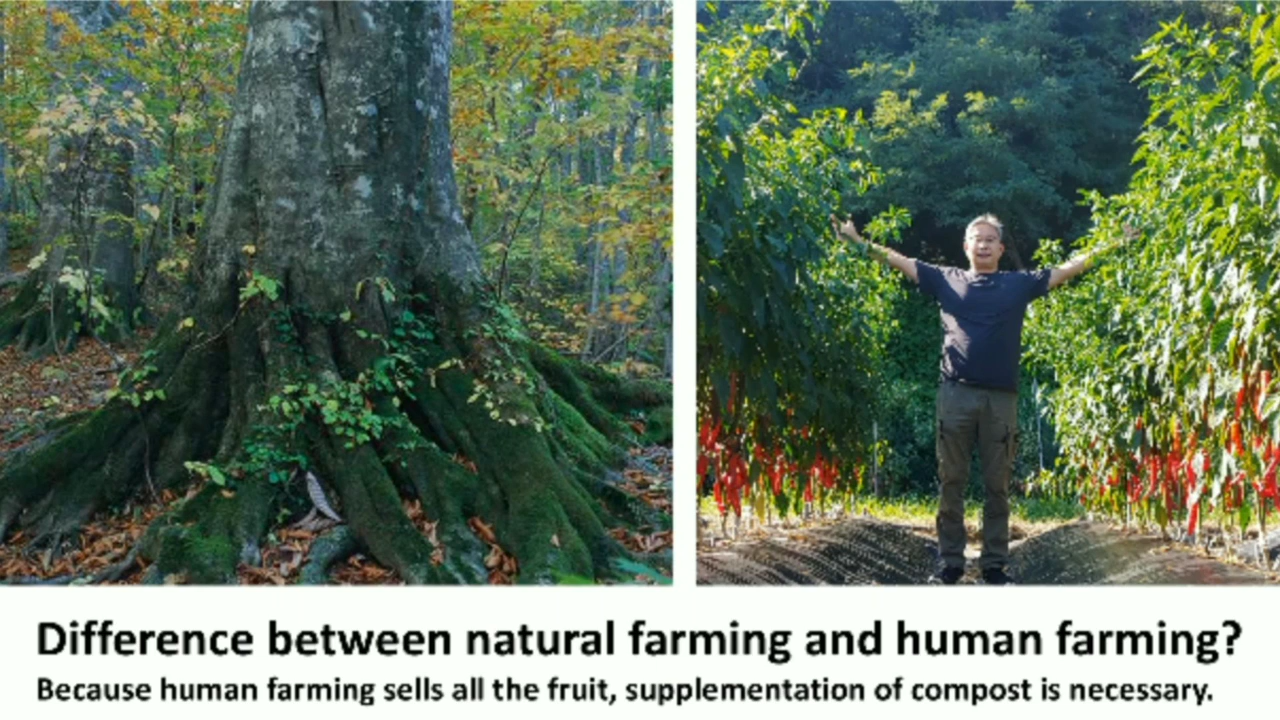 Difference between natural farming and human farming?
Because human farming sells all the fruit, supplementation of compost is necessary.